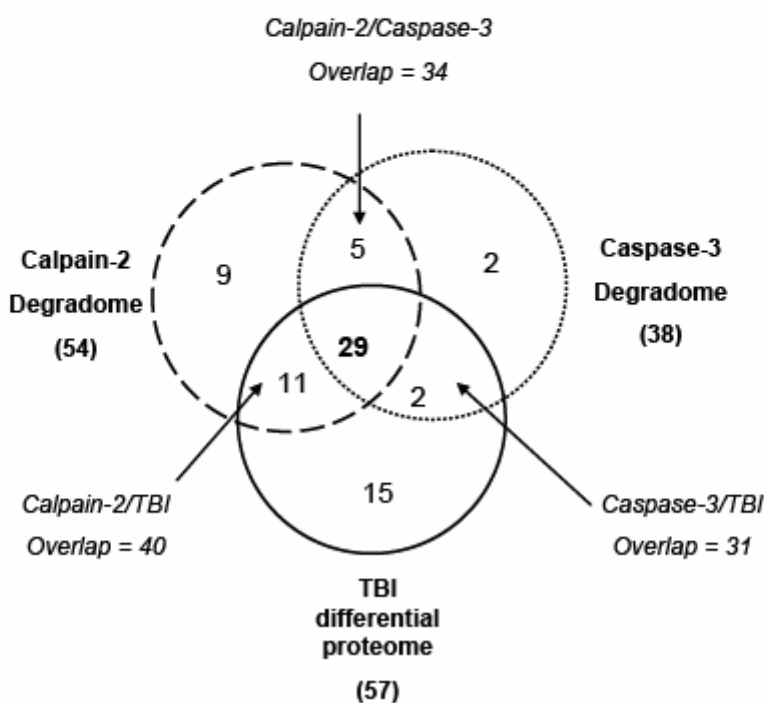 Calpain-2/Caspase-3
Overlap = 34
5
2
9
Calpain-2
Degradome
(54)
Caspase-3
Degradome
(38)
29
11
2
15
Calpain-2/TBI
Overlap = 40
Caspase-3/TBI
Overlap = 31
TBI
differential
proteome
(57)